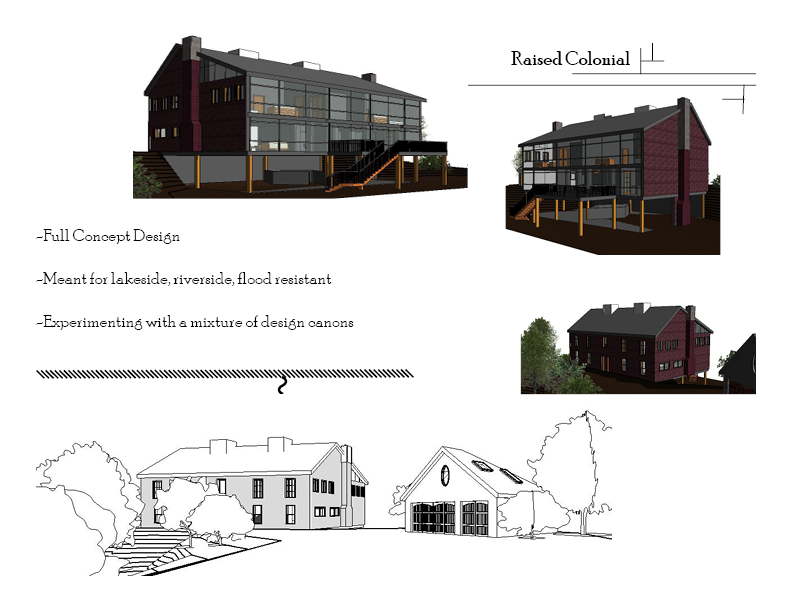 Raised Colonial
~Full Concept Design
~Meant for lakeside, riverside, flood resistant
~Experimenting with a mixture of design canons